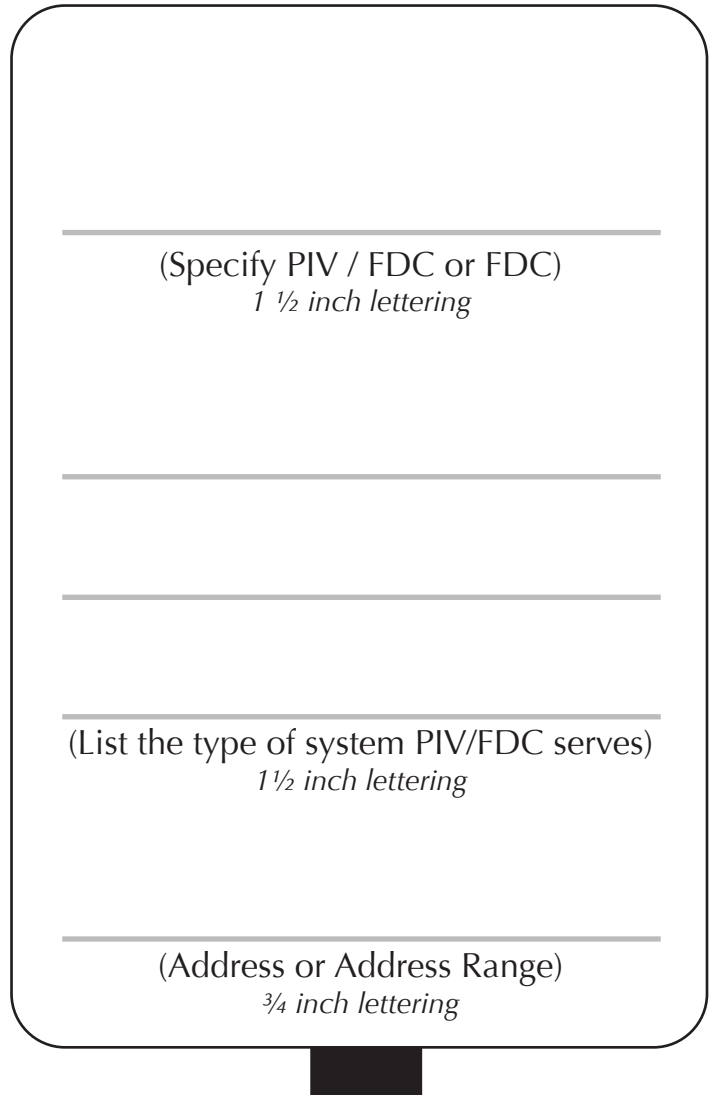 (Specify PIV / FDC or FDC)
1 ½ inch lettering
(List the type of system PIV/FDC serves)
1½ inch lettering
(Address or Address Range)
¾ inch lettering